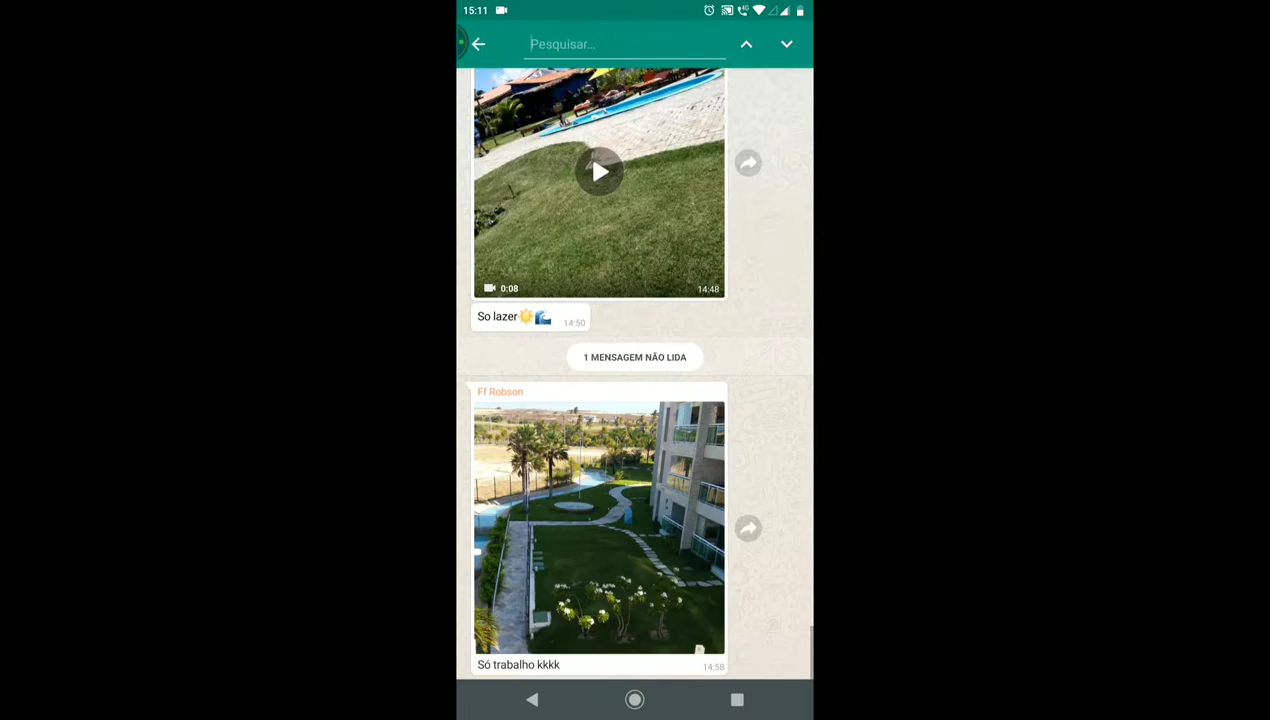 15:11
4G
Pesquisar...
0:08
14:48
So lazer☀️🌊
14:50
1 MENSAGEM NÃO LIDA
Ff Robson
Só trabalho kkkk
14:58